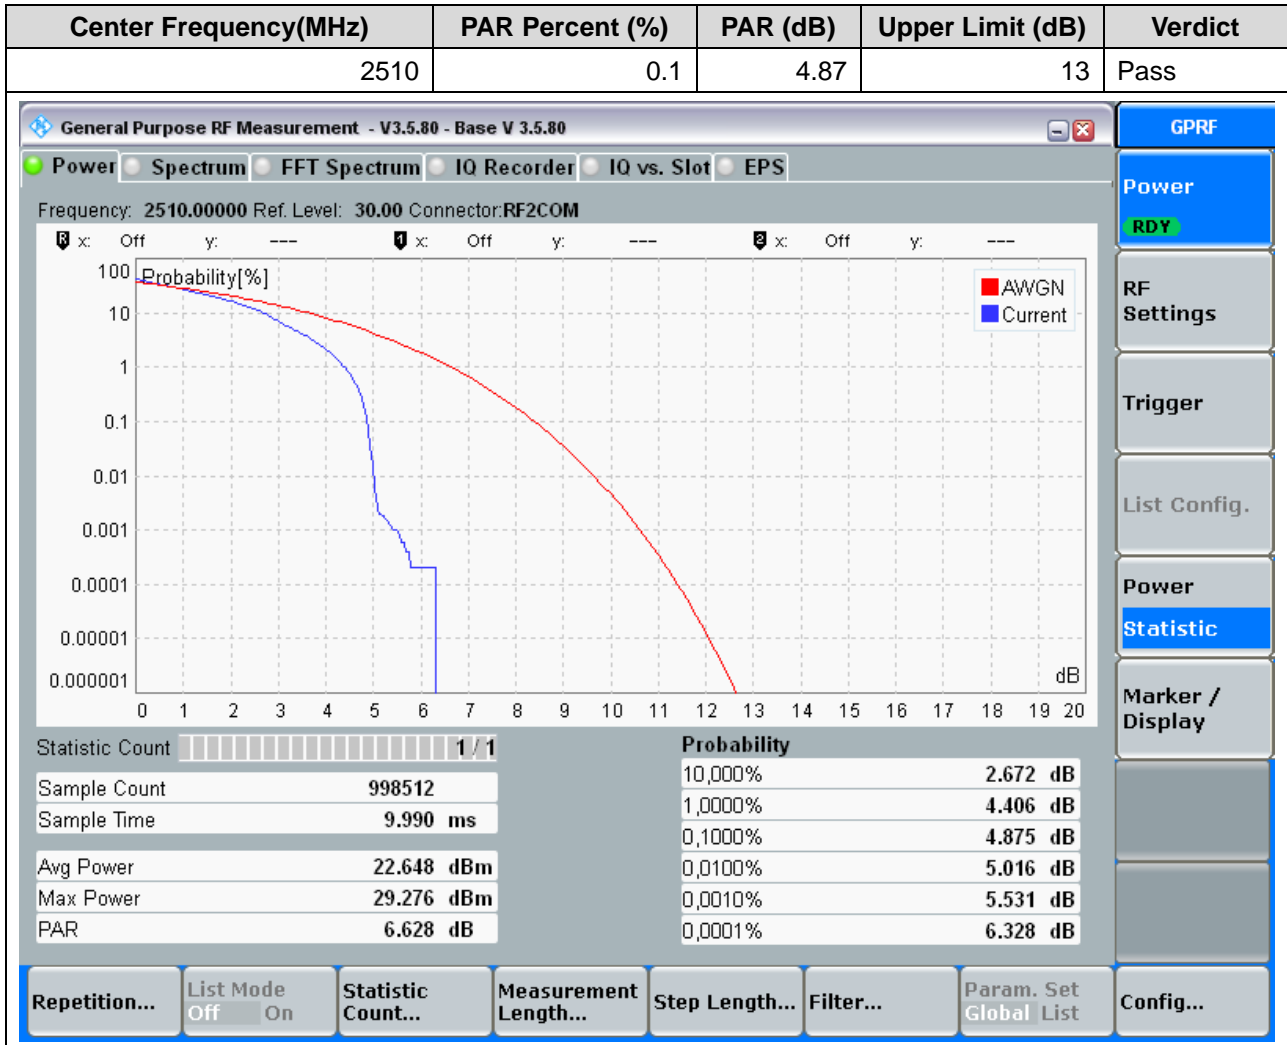 Center Frequency(MHz) PAR Percent (%) PAR (dB) Upper Limit (dB) Verdict
2510 0.1 4.87 13 Pass
General Purpose RF Measurement - V3.5.80 - Base V 3.5.80
GPRF
Power Spectrum FFT Spectrum IQ Recorder IQ vs. Slot EPS
Frequency: 2510.00000 Ref. Level: 30.00 Connector:RF2COM
R x: Off y: --- 1 x: Off y: --- 2 x: Off y: ---
Probability[%]
AWGN
Current
100
10
1
0.1
0.01
0.001
0.0001
0.00001
0.000001
dB
0 1 2 3 4 5 6 7 8 9 10 11 12 13 14 15 16 17 18 19 20
Statistic Count 1 / 1
Sample Count 998512
Sample Time 9.990 ms
Avg Power 22.648 dBm
Max Power 29.276 dBm
PAR 6.628 dB
Probability
10,000% 2.672 dB
1,0000% 4.406 dB
0,1000% 4.875 dB
0,0100% 5.016 dB
0,0010% 5.531 dB
0,0001% 6.328 dB
Power
RDY
RF
Settings
Trigger
List Config.
Power
Statistic
Marker /
Display
Repetition...
List Mode
Off On
Statistic
Count...
Measurement
Length...
Step Length...
Filter...
Param. Set
Global List
Config...